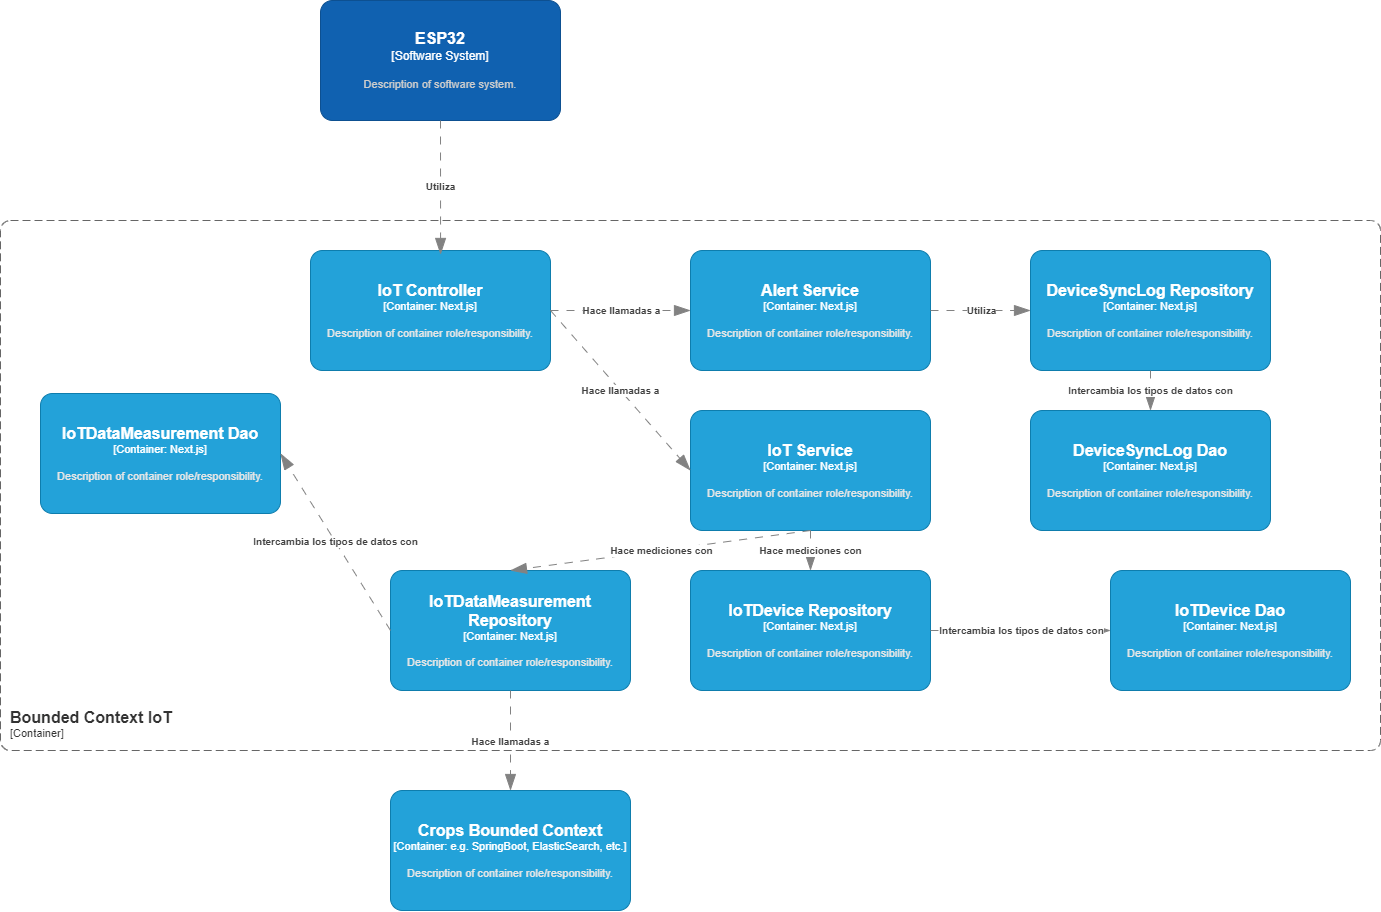 ESP32
[Software System]
Description of software system.
Utiliza
IoT Controller
[Container: Next.js]
Description of container role/responsibility.
Hace llamadas a
Alert Service
[Container: Next.js]
Description of container role/responsibility.
Utiliza
DeviceSyncLog Repository
[Container: Next.js]
Description of container role/responsibility.
Hace llamadas a
Intercambia los tipos de datos con
IoTDataMeasurement Dao
[Container: Next.js]
Description of container role/responsibility.
IoT Service
[Container: Next.js]
Description of container role/responsibility.
DeviceSyncLog Dao
[Container: Next.js]
Description of container role/responsibility.
Intercambia los tipos de datos con
Hace mediciones con
Hace mediciones con
IoTDataMeasurement
Repository
[Container: Next.js]
Description of container role/responsibility.
IoTDevice Repository
[Container: Next.js]
Description of container role/responsibility.
Intercambia los tipos de datos con
IoTDevice Dao
[Container: Next.js]
Description of container role/responsibility.
Bounded Context IoT
[Container]
Hace llamadas a
Crops Bounded Context
[Container: e.g. SpringBoot, ElasticSearch, etc.]
Description of container role/responsibility.